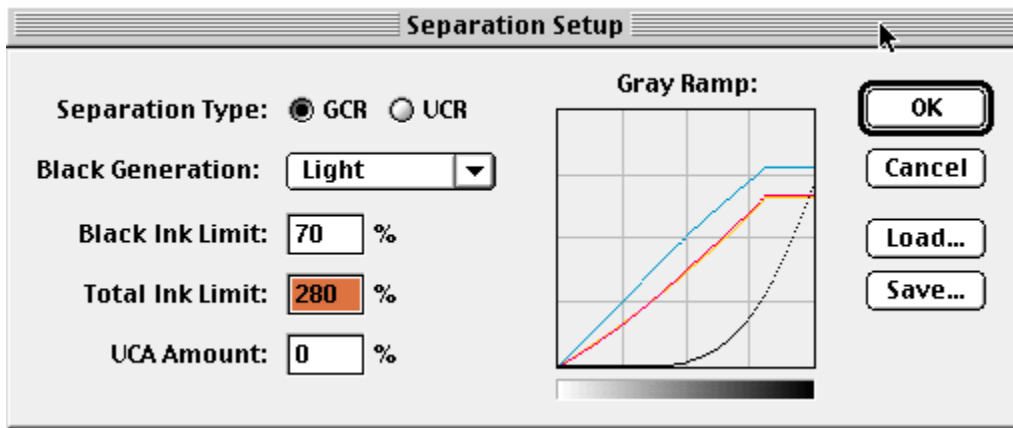 Separation Setup
Separation Type: GCR UCR
Black Generation: Light
Black Ink Limit: 70 %
Total Ink Limit: 280 %
UCA Amount: 0 %
Gray Ramp:
OK
Cancel
Load...
Save...